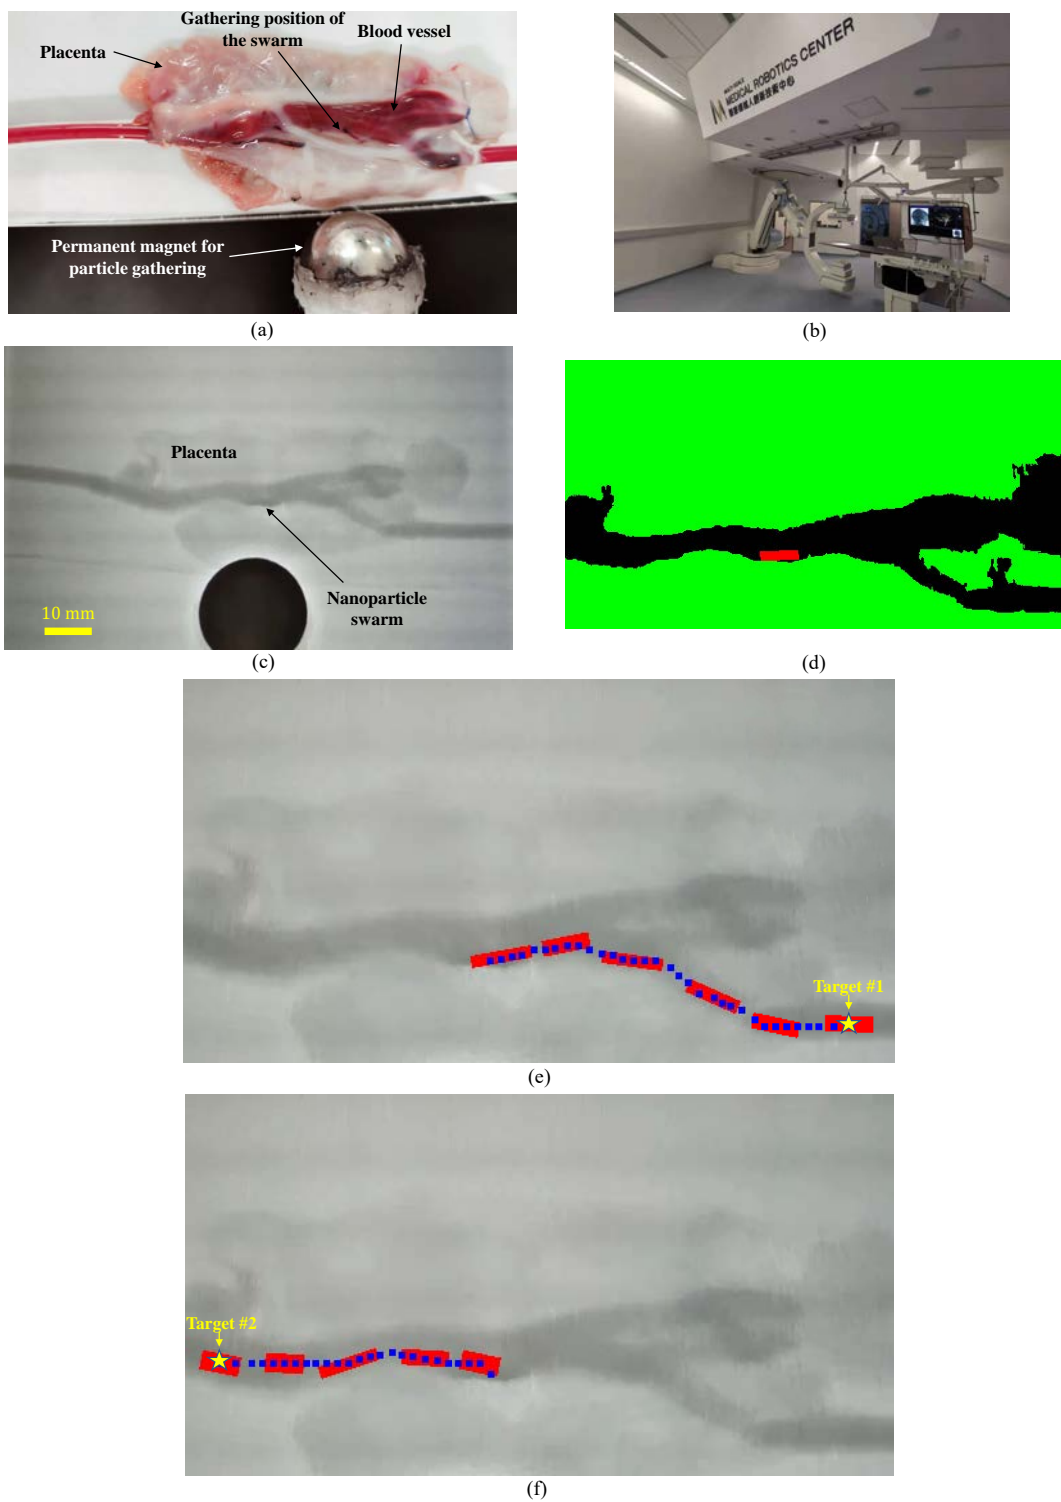 Gathering position of
the swarm
Blood vessel
Placenta
Permanent magnet for
particle gathering
(a)
MEDICAL ROBOTICS CENTER
(b)
Placenta
Nanoparticle
swarm
10 mm
(c)
(d)
Target #1
(e)
Target #2
(f)